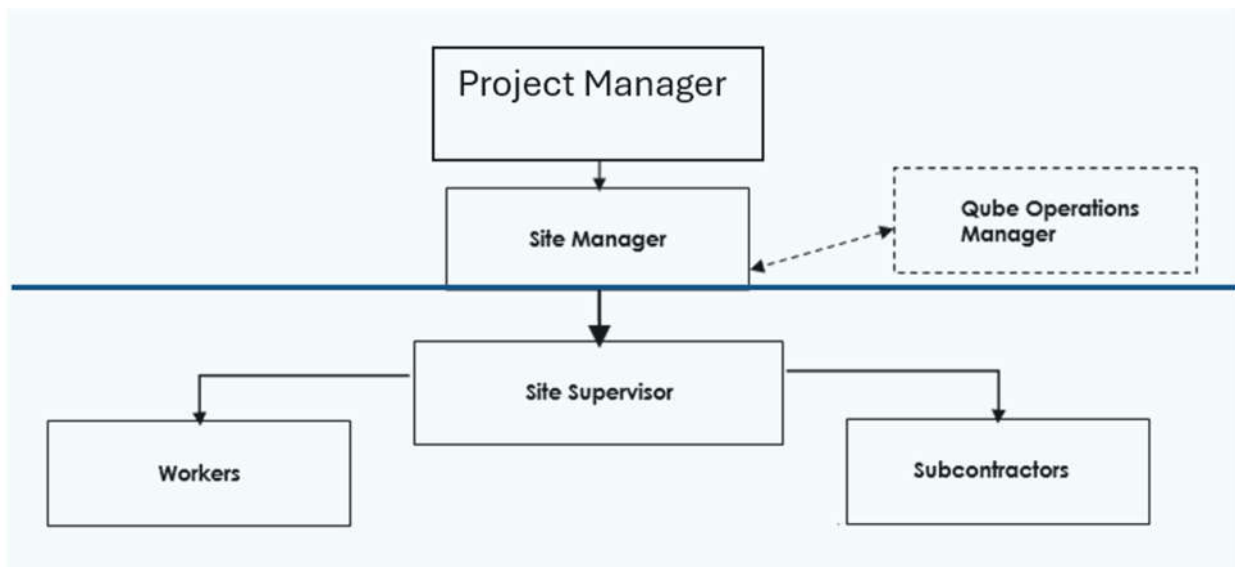 Project Manager
Site Manager
Qube Operations
Manager
Site Supervisor
Workers
Subcontractors